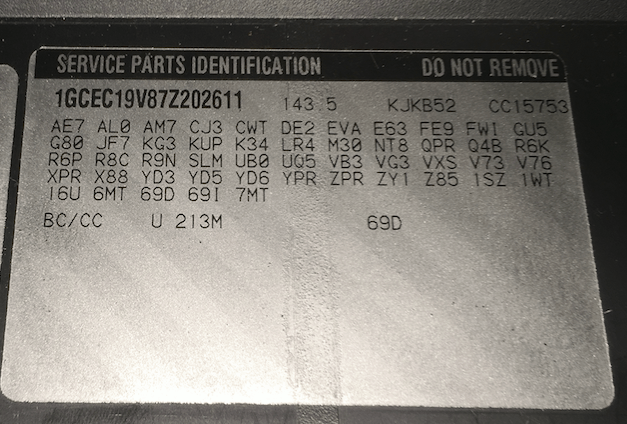 SERVICE PARTS IDENTIFICATION DO NOT REMOVE
1GCEC19V87Z202611 143.5 KJKB52 CC15753
AE7 AL0 AM7 CJ3 CWT DE2 EVA E63 FE9 FWI GU5
G80 JF7 KG3 KUP K34 LR4 M30 NT8 QPR Q4B R6K
R6P R8C R9N SLM UB0 UQ5 VB3 VG3 VXS V73 V76
XPR X88 YD3 YD5 YD6 YPR ZPR ZY1 Z85 1SZ 1WT
16U 6MT 69D 69I 7MT
BC/CC U 213M 69D